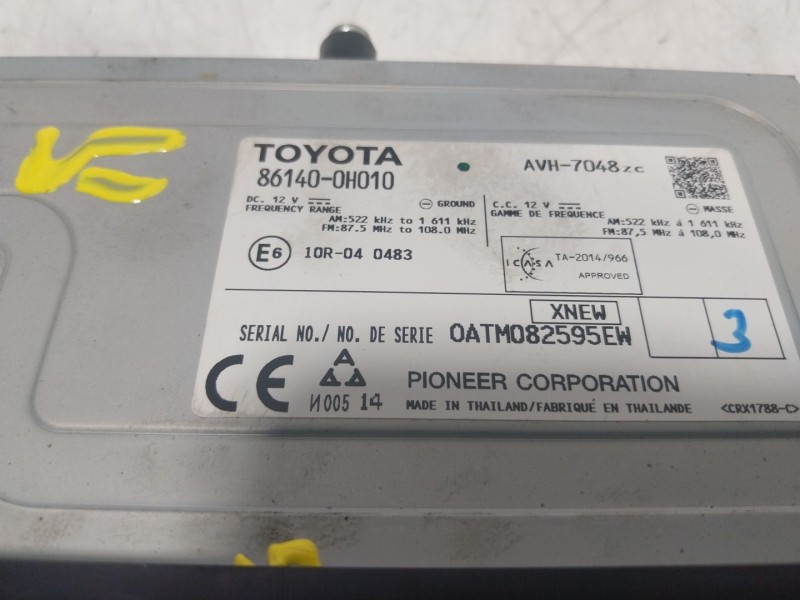 TOYOTA
86140-0H010
AVH-7048zc
DC. 12 V
GROUND
FREQUENCY RANGE
AM:522 kHz to 1 611 kHz
FM:87.5 MHz to 108.0 MHz
C.C. 12 V
MASSE
GAMME DE FREQUENCE
AM:522 kHz á 1 611 kHz
FM:87,5 MHz á 108,0 MHz
E6 10R-04 0483
ICASA TA-2014/966
APPROVED
XNEW
3
SERIAL NO./ NO. DE SERIE 0ATM082595EW
CE
A
И005 14
PIONEER CORPORATION
MADE IN THAILAND/FABRIQUÉ EN THAILANDE
<CRX1788-C>